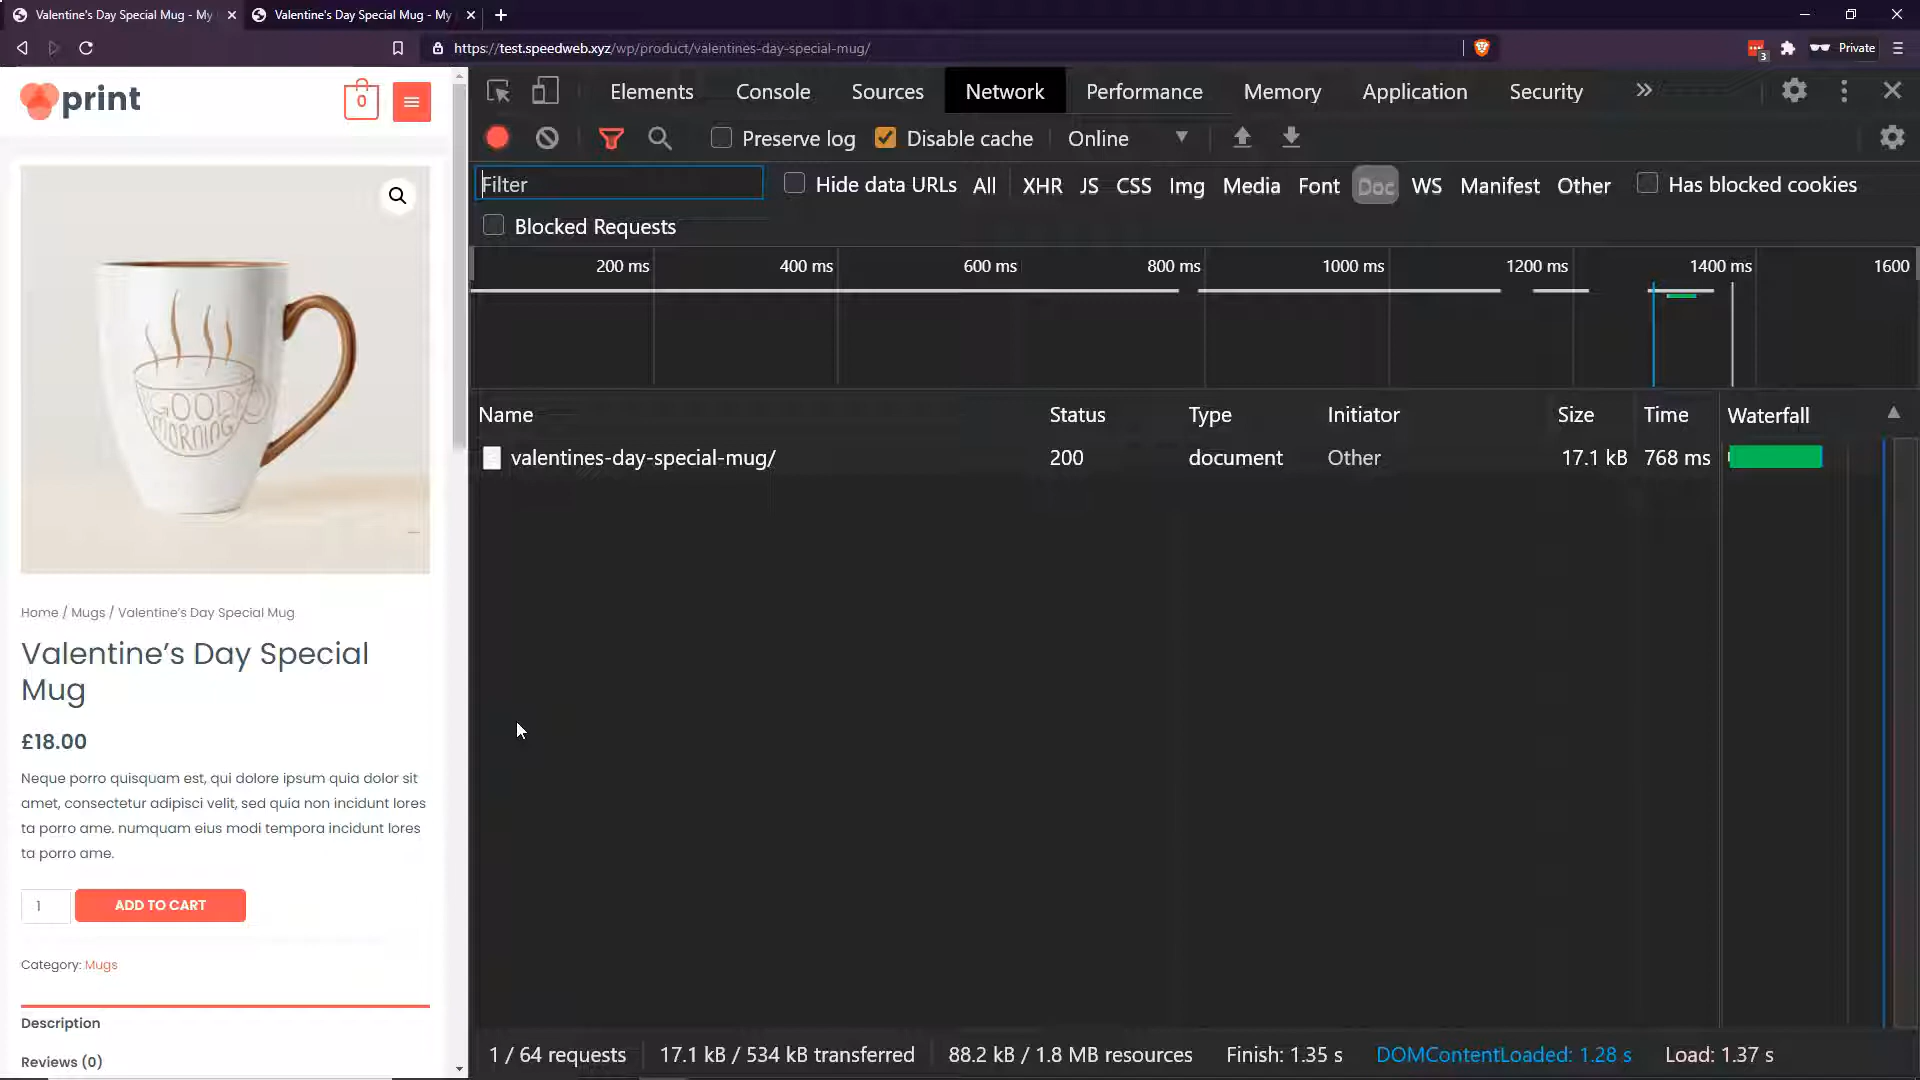 Valentine's Day Special Mug - My
Valentine's Day Special Mug - My
https://test.speedweb.xyz/wp/product/valentines-day-special-mug/
3
Private
print
0
GOOD
MORNING
Home / Mugs / Valentine's Day Special Mug
Valentine's Day Special
Mug
£18.00
Neque porro quisquam est, qui dolore ipsum quia dolor sit
amet, consectetur adipisci velit, sed quia non incidunt lores
ta porro ame. numquam eius modi tempora incidunt lores
ta porro ame.
1
ADD TO CART
Category: Mugs
Description
Reviews (0)
Elements Console Sources Network Performance Memory Application Security
Preserve log Disable cache Online
Filter Hide data URLs All XHR JS CSS Img Media Font Doc WS Manifest Other Has blocked cookies
Blocked Requests
200 ms 400 ms 600 ms 800 ms 1000 ms 1200 ms 1400 ms 1600
Name Status Type Initiator Size Time Waterfall
valentines-day-special-mug/ 200 document Other 17.1 kB 768 ms
1 / 64 requests 17.1 kB / 534 kB transferred 88.2 kB / 1.8 MB resources Finish: 1.35 s DOMContentLoaded: 1.28 s Load: 1.37 s